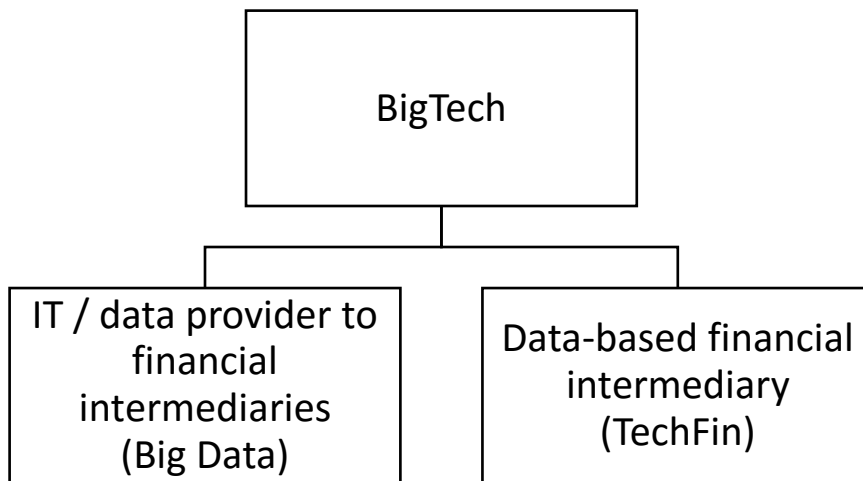 BigTech
IT / data provider to
financial
intermediaries
(Big Data)
Data-based financial
intermediary
(TechFin)